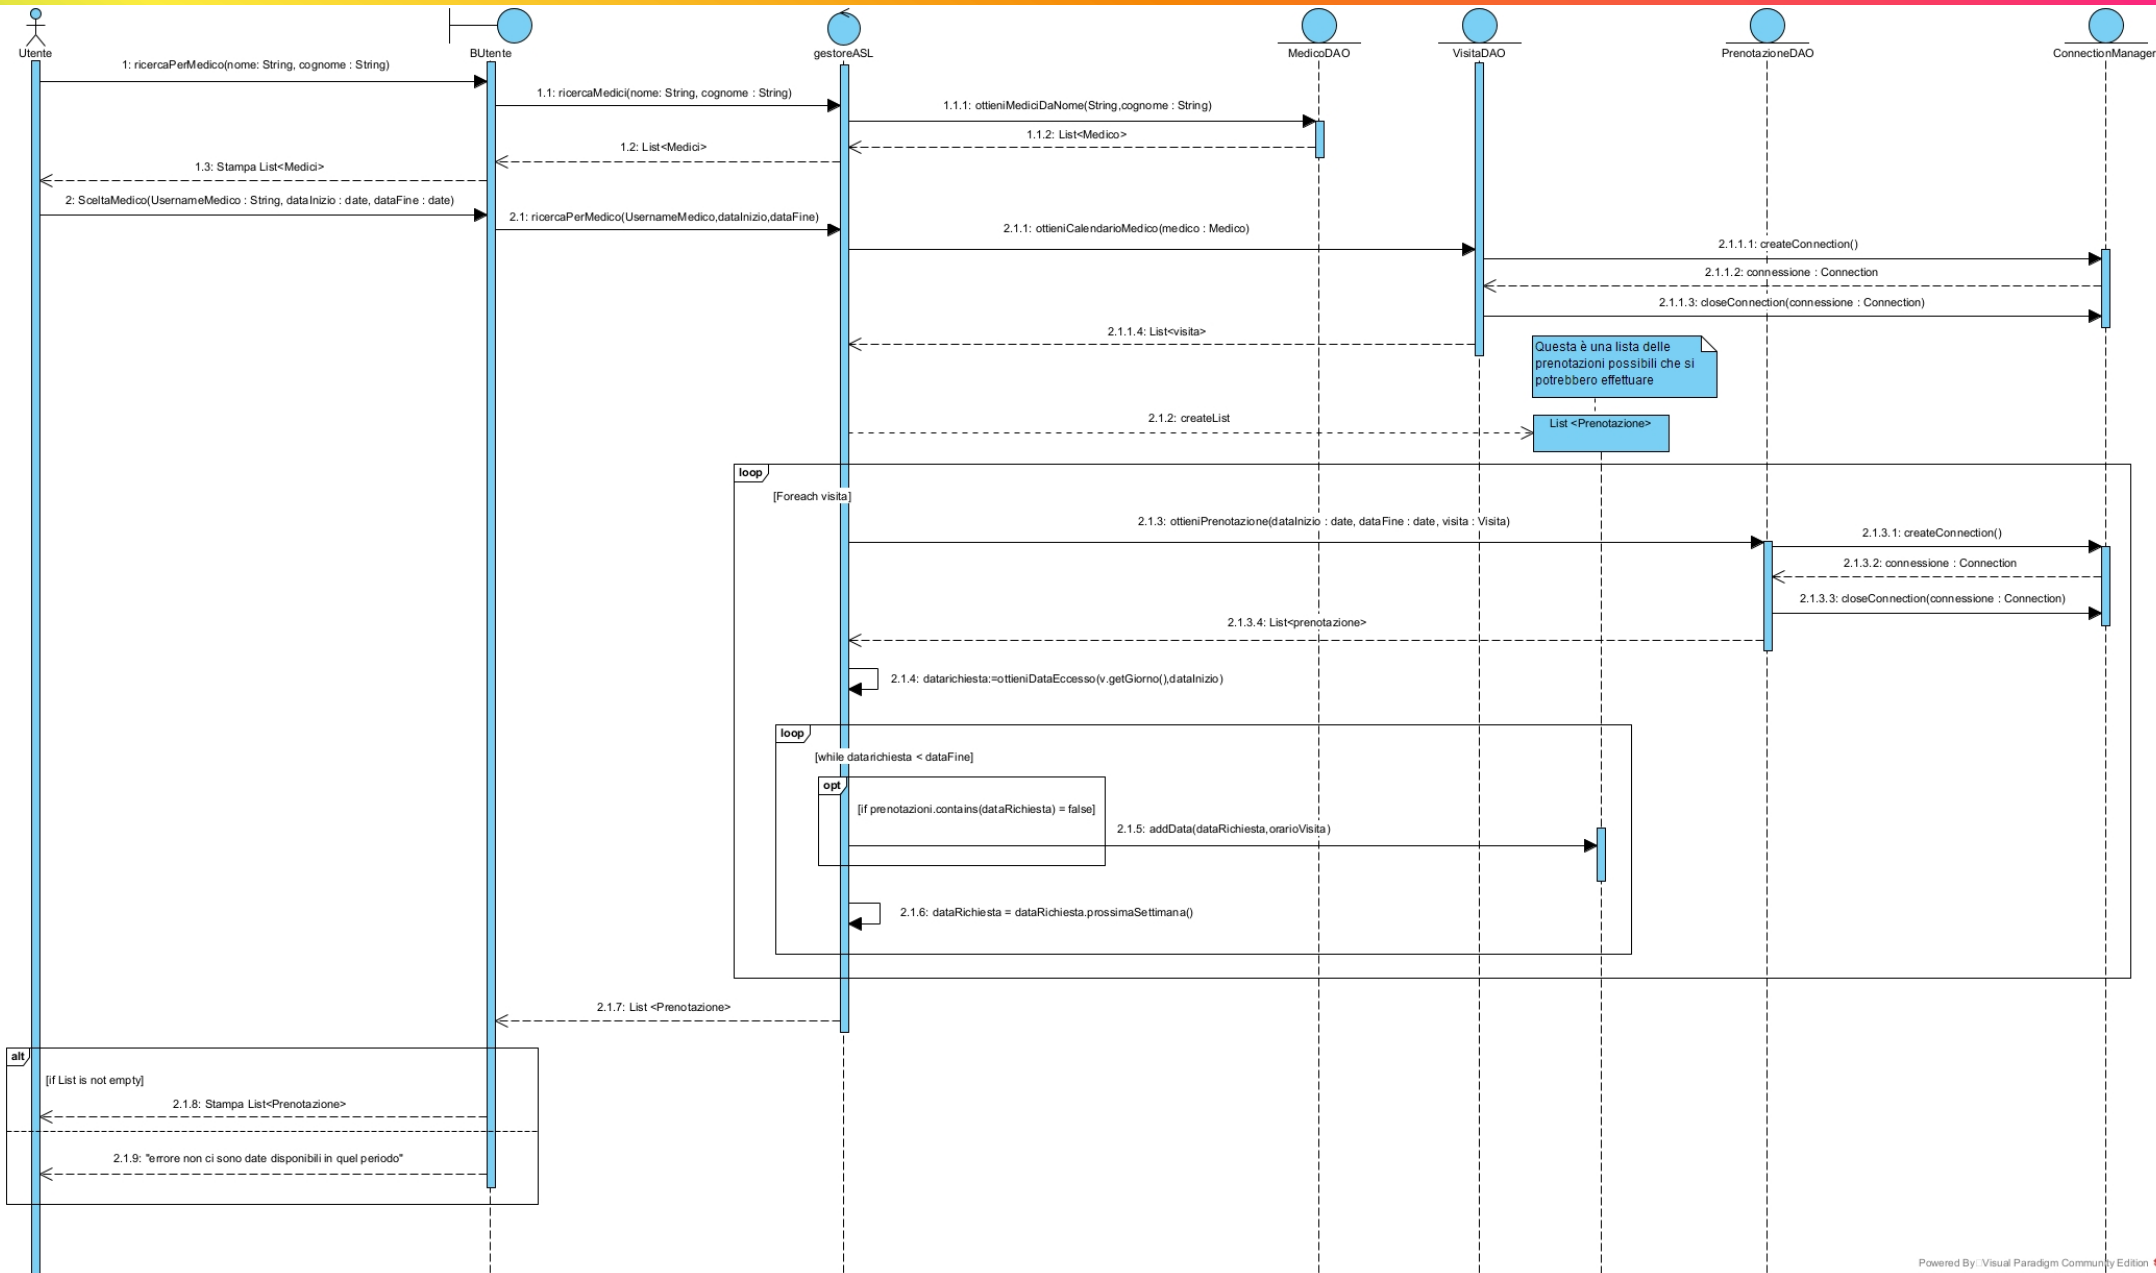 Utente
BUtente
gestoreASL
MedicoDAO
VisitaDAO
PrenotazioneDAO
ConnectionManager
1: ricercaPerMedico(nome: String, cognome : String)
1.1: ricercaMedici(nome: String, cognome : String)
1.1.1: ottieniMediciDaNome(String,cognome : String)
1.1.2: List<Medico>
1.2: List<Medici>
1.3: Stampa List<Medici>
2: SceltaMedico(UsernameMedico : String, dataInizio : date, dataFine : date)
2.1: ricercaPerMedico(UsernameMedico,dataInizio,dataFine)
2.1.1: ottieniCalendarioMedico(medico : Medico)
2.1.1.1: createConnection()
2.1.1.2: connessione : Connection
2.1.1.3: closeConnection(connessione : Connection)
2.1.1.4: List<visita>
Questa è una lista delle
prenotazioni possibili che si
potrebbero effettuare
2.1.2: createList
List <Prenotazione>
loop
[Foreach visita]
2.1.3: ottieniPrenotazione(dataInizio : date, dataFine : date, visita : Visita)
2.1.3.1: createConnection()
2.1.3.2: connessione : Connection
2.1.3.3: closeConnection(connessione : Connection)
2.1.3.4: List<prenotazione>
2.1.4: datarichiesta:=ottieniDataEccesso(v.getGiorno(),dataInizio)
loop
[while datarichiesta < dataFine]
opt
[if prenotazioni.contains(dataRichiesta) = false]
2.1.5: addData(dataRichiesta,orarioVisita)
2.1.6: dataRichiesta = dataRichiesta.prossimaSettimana()
2.1.7: List <Prenotazione>
alt
[if List is not empty]
2.1.8: Stampa List<Prenotazione>
2.1.9: "errore non ci sono date disponibili in quel periodo"
Powered By Visual Paradigm Community Edition